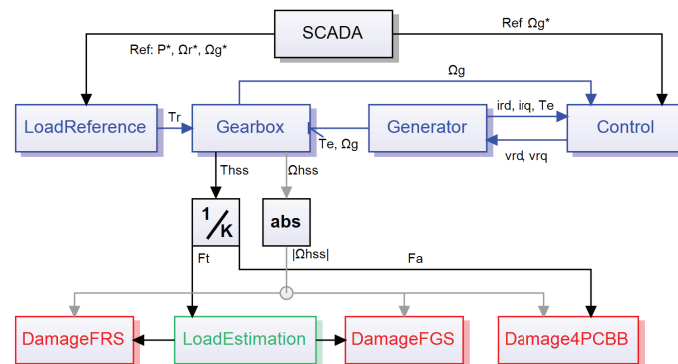 SCADA
Ref Ωg*
Ref: P*, Ωr*, Ωg*
Ωg
LoadReference
Tr
Gearbox
Te, Ωg
Generator
ird, irq, Te
vrd, vrq
Control
Thss
Ωhss
1/K
abs
Ft
|Ωhss|
Fa
DamageFRS
LoadEstimation
DamageFGS
Damage4PCBB